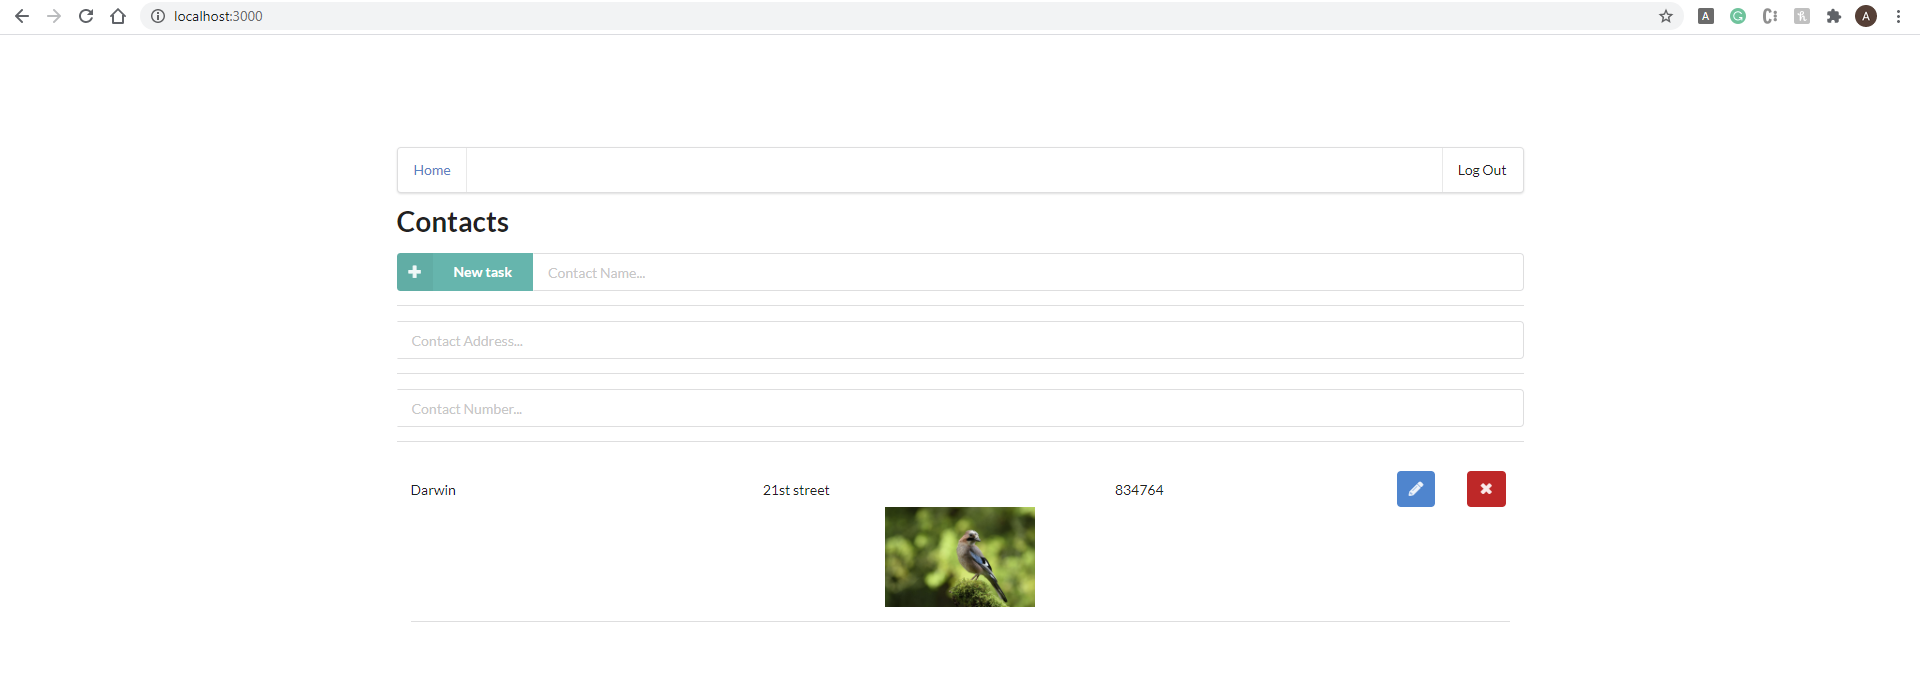 localhost:3000
A
A
Home
Log Out
Contacts
New task
Contact Name...
Contact Address...
Contact Number...
Darwin
21st street
834764